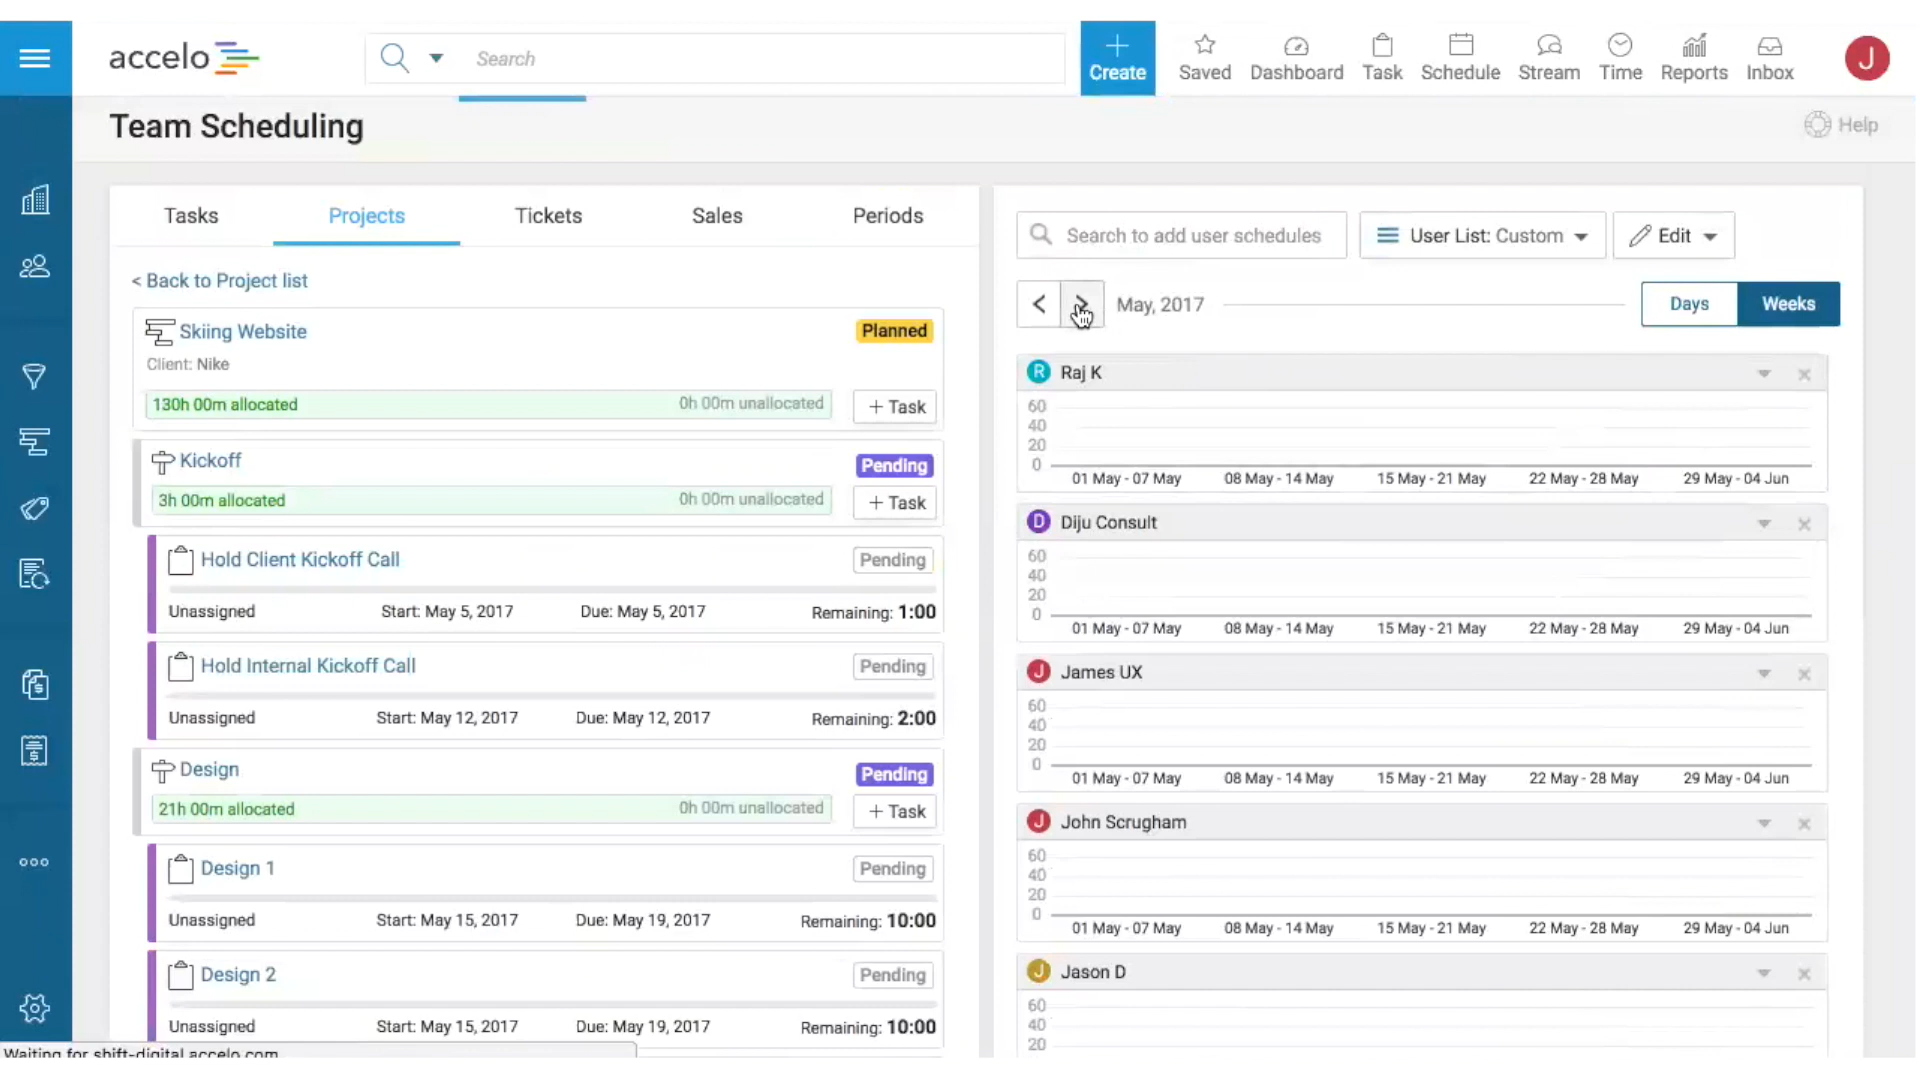 accelo
Search
Create
Saved
Dashboard
Task
Schedule
Stream
Time
Reports
Inbox
J
Team Scheduling
Help
Tasks
Projects
Tickets
Sales
Periods
< Back to Project list
Skiing Website
Planned
Client: Nike
130h 00m allocated
0h 00m unallocated
+ Task
Kickoff
Pending
3h 00m allocated
0h 00m unallocated
+ Task
Hold Client Kickoff Call
Pending
Unassigned
Start: May 5, 2017
Due: May 5, 2017
Remaining: 1:00
Hold Internal Kickoff Call
Pending
Unassigned
Start: May 12, 2017
Due: May 12, 2017
Remaining: 2:00
Design
Pending
21h 00m allocated
0h 00m unallocated
+ Task
Design 1
Pending
Unassigned
Start: May 15, 2017
Due: May 19, 2017
Remaining: 10:00
Design 2
Pending
Unassigned
Start: May 15, 2017
Due: May 19, 2017
Remaining: 10:00
Waiting for shift-digital.accelo.com
Search to add user schedules
User List: Custom
Edit
< > May, 2017
Days
Weeks
R Raj K
60
40
20
0
01 May - 07 May
08 May - 14 May
15 May - 21 May
22 May - 28 May
29 May - 04 Jun
D Diju Consult
60
40
20
0
01 May - 07 May
08 May - 14 May
15 May - 21 May
22 May - 28 May
29 May - 04 Jun
J James UX
60
40
20
0
01 May - 07 May
08 May - 14 May
15 May - 21 May
22 May - 28 May
29 May - 04 Jun
J John Scrugham
60
40
20
0
01 May - 07 May
08 May - 14 May
15 May - 21 May
22 May - 28 May
29 May - 04 Jun
J Jason D
60
40
20